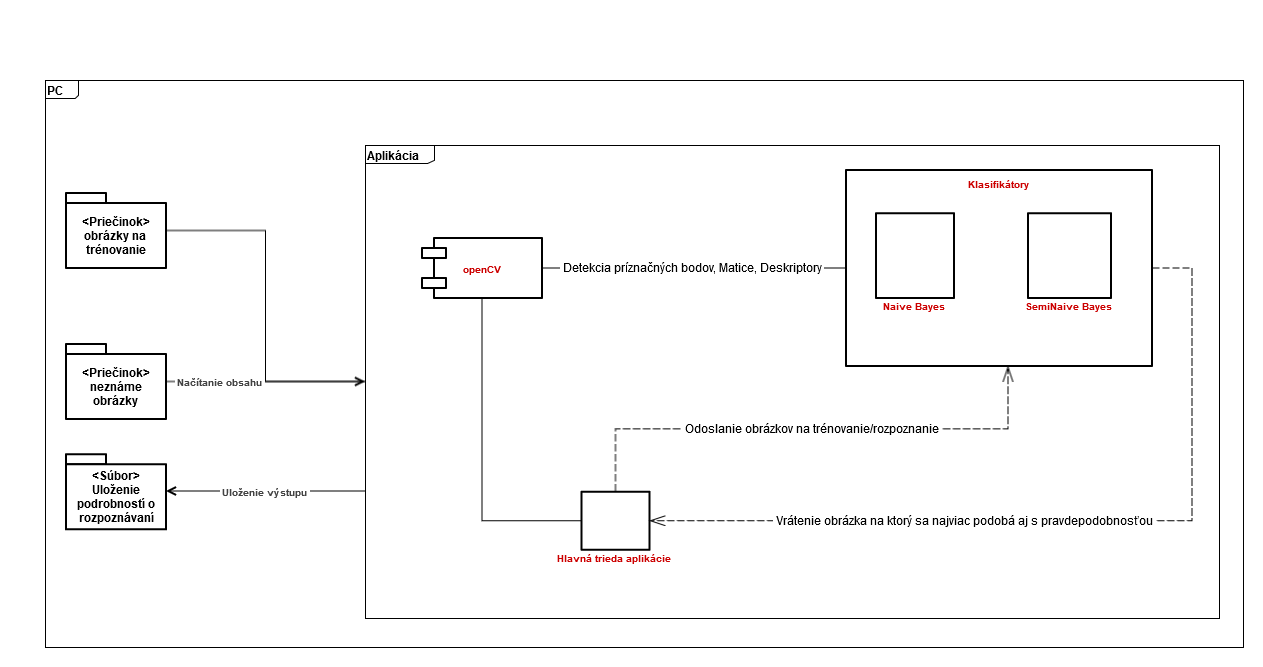 PC
Aplikácia
Klasifikátory
<Priečinok>
obrázky na
trénovanie
openCV
Detekcia príznačných bodov, Matice, Deskriptory
Naive Bayes
SemiNaive Bayes
<Priečinok>
neznáme
obrázky
Načítanie obsahu
Odoslanie obrázkov na trénovanie/rozpoznanie
<Súbor>
Uloženie
podrobností o
rozpoznávaní
Uloženie výstupu
Vrátenie obrázka na ktorý sa najviac podobá aj s pravdepodobnosťou
Hlavná trieda aplikácie